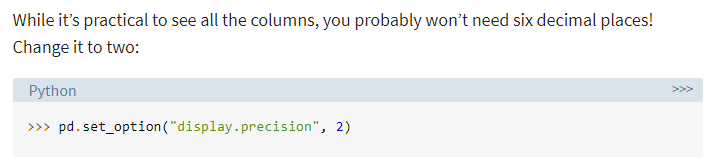 While it’s practical to see all the columns, you probably won’t need six decimal places!
Change it to two:
Python >>>
>>> pd.set_option("display.precision", 2)